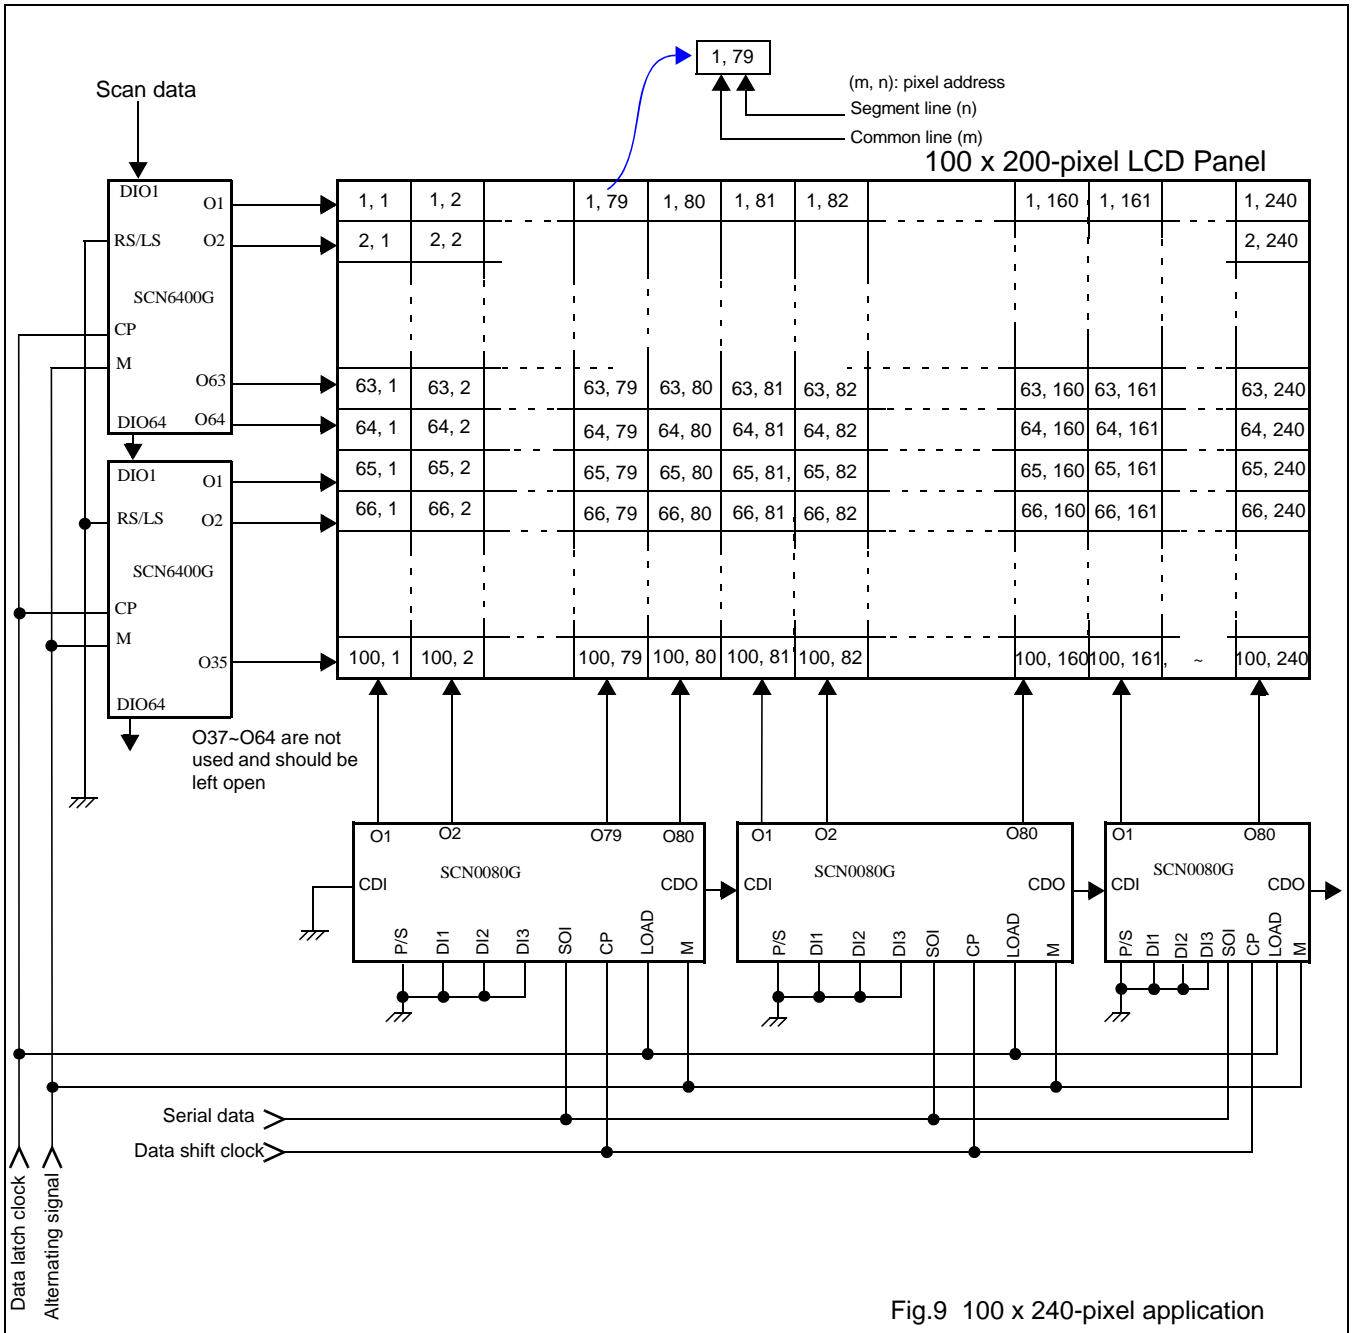 1, 79
(m, n): pixel address
Segment line (n)
Common line (m)
Scan data
100 x 200-pixel LCD Panel
DIO1
O1
RS/LS
O2
SCN6400G
CP
M
O63
O64
DIO64
1, 1 1, 2 1, 79 1, 80 1, 81 1, 82 1, 160 1, 161 1, 240
2, 1 2, 2 2, 240
63, 1 63, 2 63, 79 63, 80 63, 81 63, 82 63, 160 63, 161 63, 240
64, 1 64, 2 64, 79 64, 80 64, 81 64, 82 64, 160 64, 161 64, 240
65, 1 65, 2 65, 79 65, 80 65, 81, 65, 82 65, 160 65, 161 65, 240
66, 1 66, 2 66, 79 66, 80 66, 81 66, 82 66, 160 66, 161 66, 240
100, 1 100, 2 100, 79 100, 80 100, 81 100, 82 100, 160 100, 161, ~ 100, 240
DIO1
O1
RS/LS
O2
SCN6400G
CP
M
O35
DIO64
O37~O64 are not
used and should be
left open
O1 O2 O79 O80
SCN0080G
CDI CDO
P/S DI1 DI2 DI3 SOI CP LOAD M
O1 O2 O80
SCN0080G
CDI CDO
P/S DI1 DI2 DI3 SOI CP LOAD M
O1 O80
SCN0080G
CDI CDO
P/S DI1 DI2 DI3 SOI CP LOAD M
Serial data
Data shift clock
Data latch clock
Alternating signal
Fig.9 100 x 240-pixel application